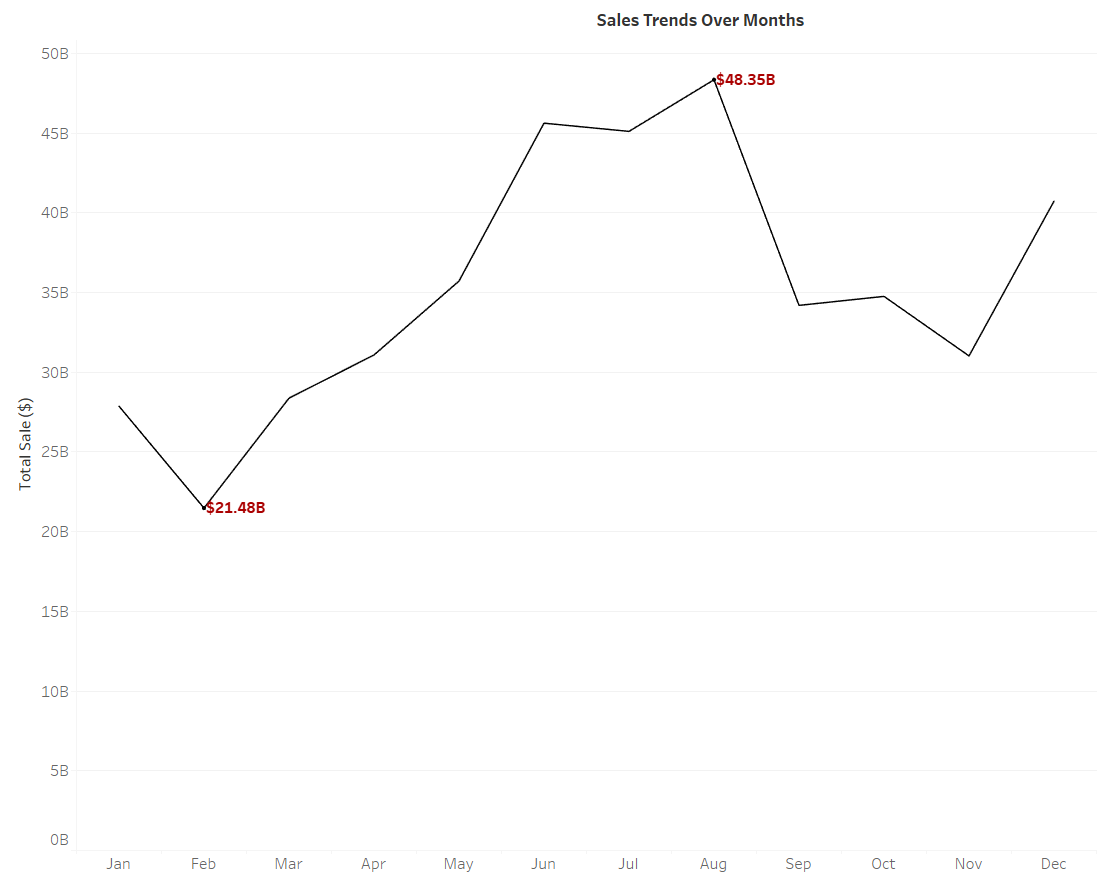 Sales Trends Over Months
50B
$48.35B
45B
40B
35B
30B
25B
Total Sale ($)
$21.48B
20B
15B
10B
5B
0B
Jan Feb Mar Apr May Jun Jul Aug Sep Oct Nov Dec